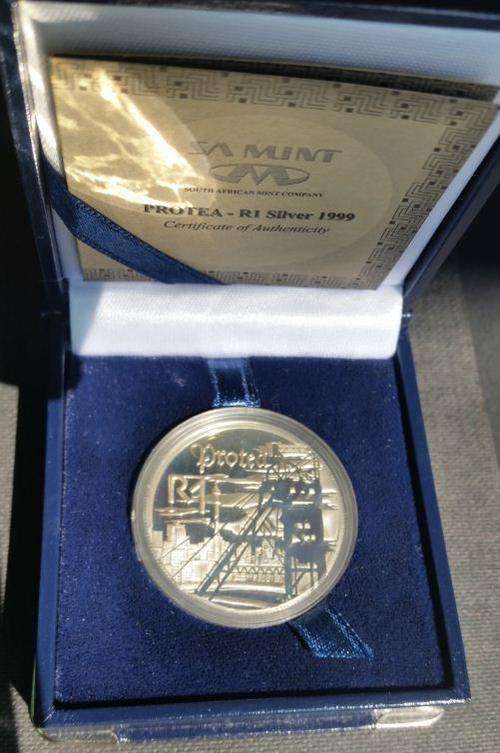 SA MINT
SOUTH AFRICAN MINT COMPANY
PROTEA - R1 Silver 1999
Certificate of Authenticity
Protea
R1